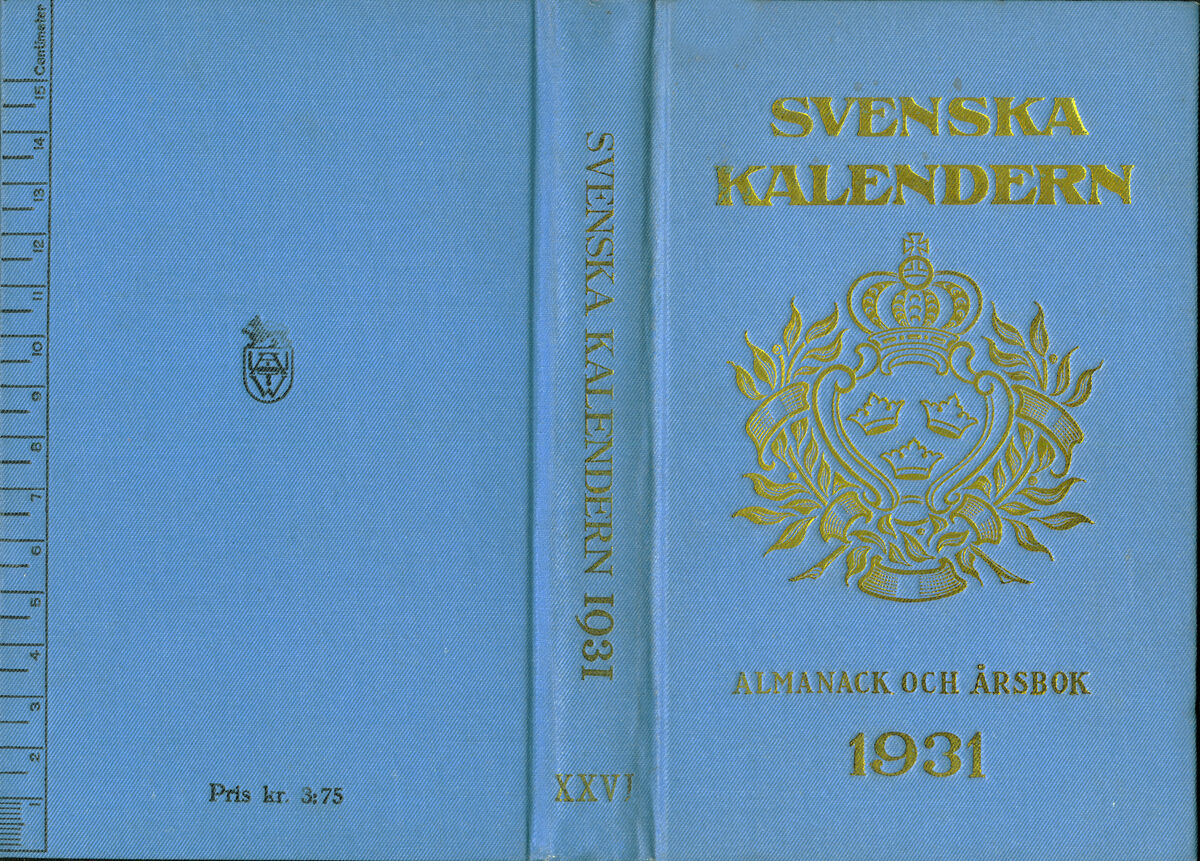 SVENSKA
KALENDERN
ALMANACK OCH ÅRSBOK
1931
SVENSKA KALENDERN 1931
XXVI
Pris kr. 3:75
1 2 3 4 5 6 7 8 9 10 11 12 13 14 15 Centimeter